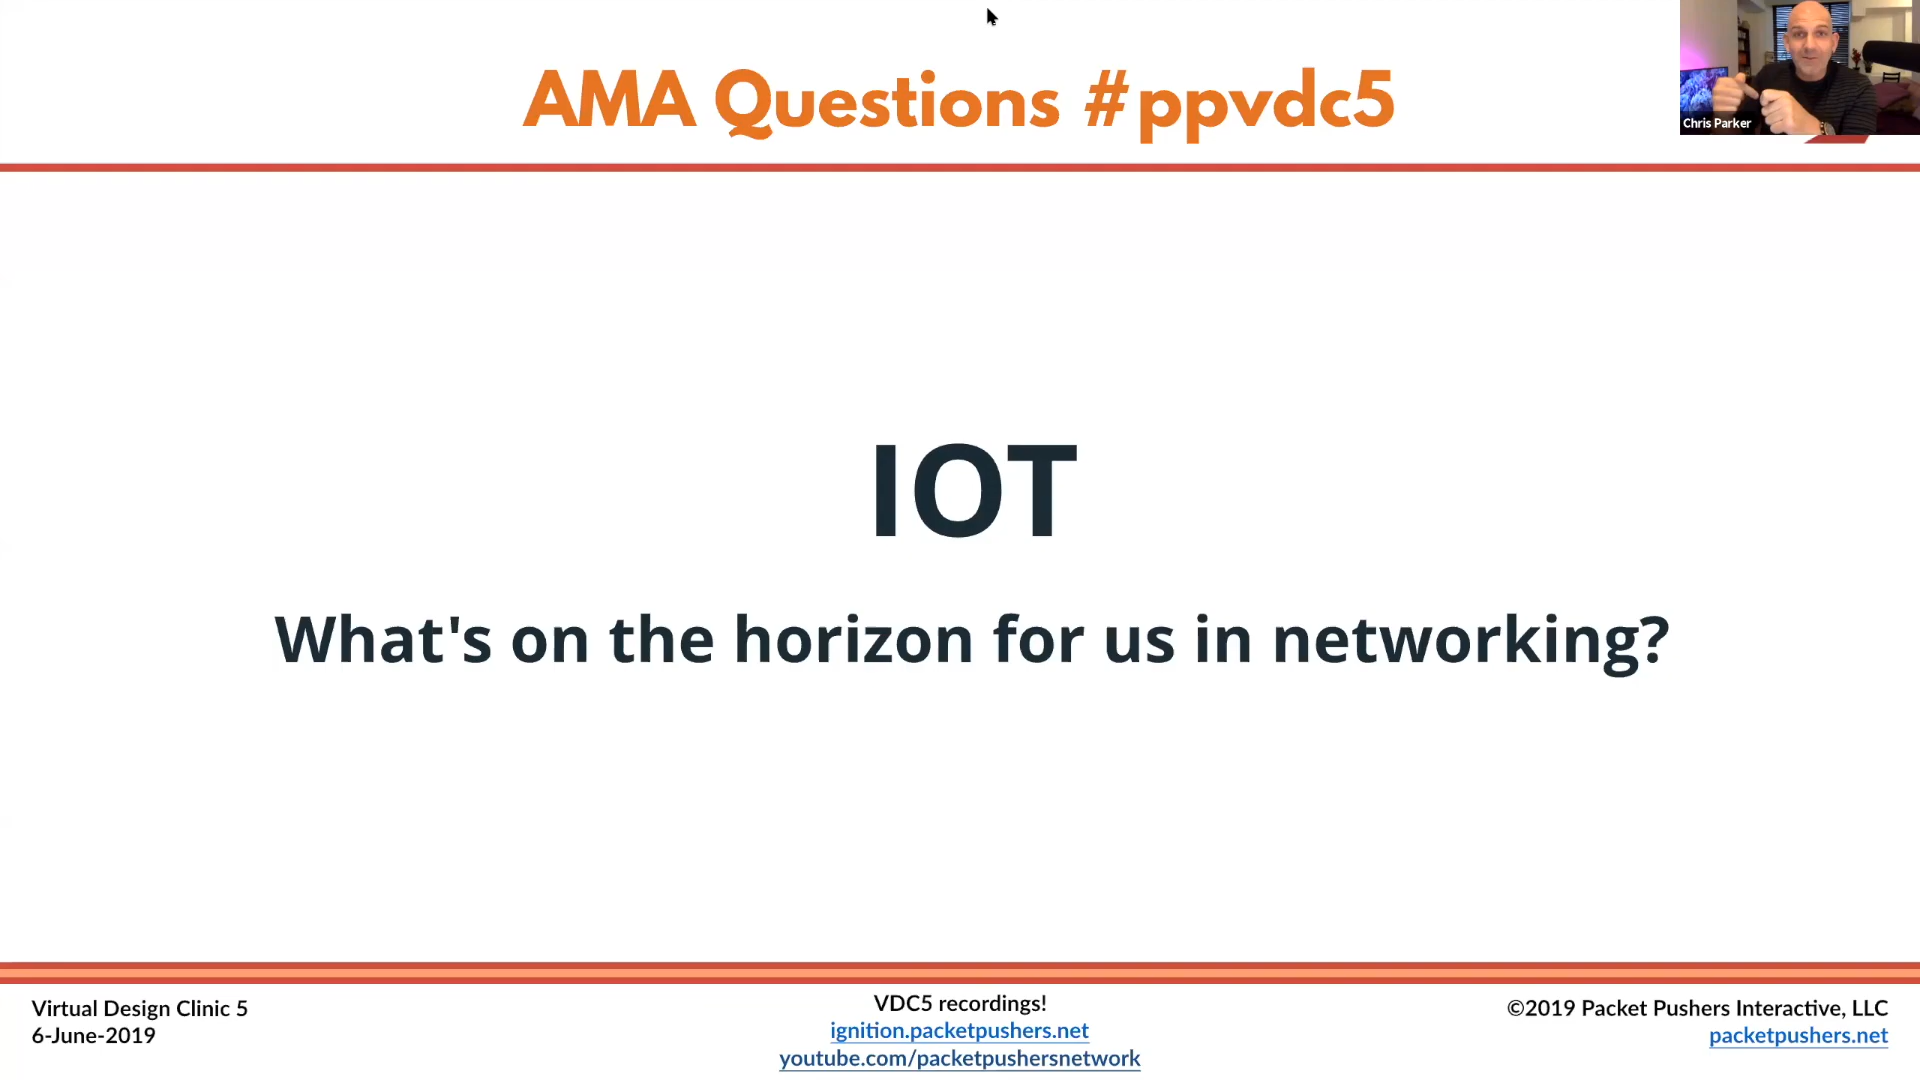 AMA Questions #ppvdc5
Chris Parker
IOT
What's on the horizon for us in networking?
Virtual Design Clinic 5
6-June-2019
VDC5 recordings!
ignition.packetpushers.net
youtube.com/packetpushersnetwork
©2019 Packet Pushers Interactive, LLC
packetpushers.net